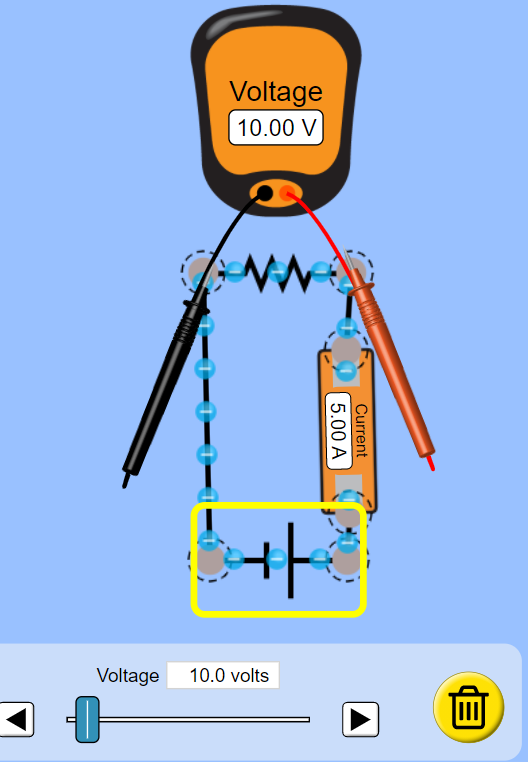 Voltage
10.00 V
Current
5.00 A
Voltage 10.0 volts